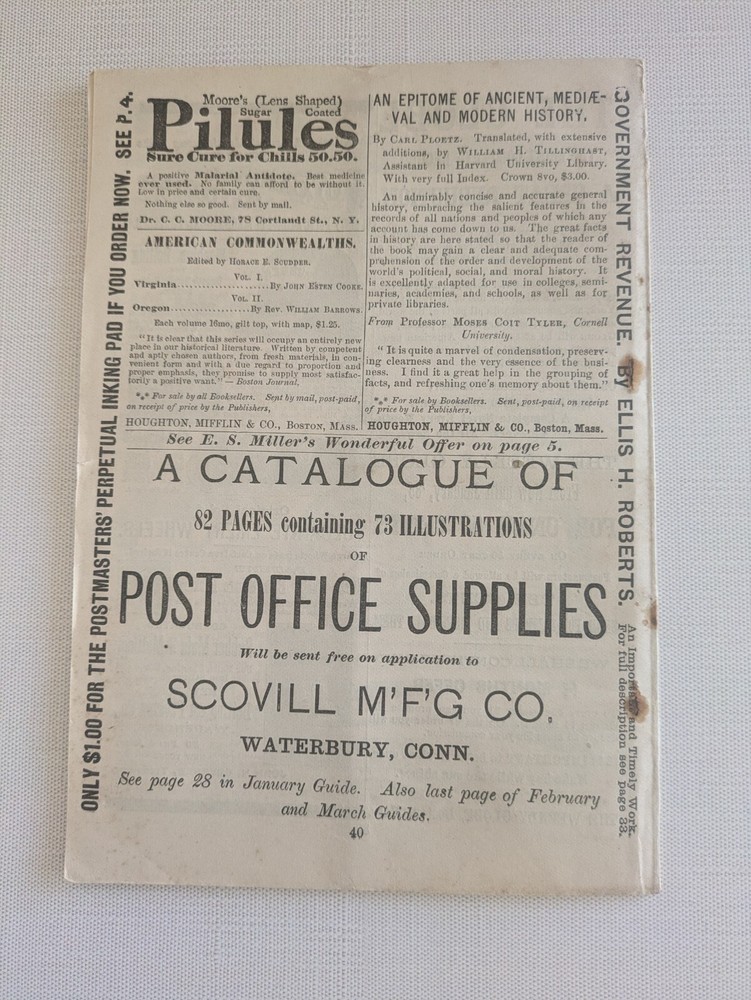 ONLY $1.00 FOR THE POSTMASTERS' PERPETUAL INKING PAD IF YOU ORDER NOW. SEE P. 4.
Moore's (Lens Shaped)
Sugar Coated
Pilules
Sure Cure for Chills 50.50.
A positive Malarial Antidote. Best medicine
ever used. No family can afford to be without it.
Low in price and certain cure.
Nothing else so good. Sent by mail.
Dr. C. C. MOORE, 78 Cortlandt St., N. Y.
AMERICAN COMMONWEALTHS.
Edited by HORACE E. SCUDDER.
VOL. I.
Virginia.....................By JOHN ESTEN COOKE.
VOL. II.
Oregon.................By REV. WILLIAM BARROWS.
Each volume 16mo, gilt top, with map, $1.25.
"It is clear that this series will occupy an entirely new
place in our historical literature. Written by competent
and aptly chosen authors, from fresh materials, in con-
venient form and with a due regard to proportion and
proper emphasis, they promise to supply most satisfac-
torily a positive want." — Boston Journal.
*** For sale by all Booksellers. Sent by mail, post-paid,
on receipt of price by the Publishers,
HOUGHTON, MIFFLIN & CO., BOSTON, MASS.
AN EPITOME OF ANCIENT, MEDIÆ-
VAL AND MODERN HISTORY.
By CARL PLOETZ. Translated, with extensive
additions, by WILLIAM H. TILLINGHAST,
Assistant in Harvard University Library.
With very full Index. Crown 8vo, $3.00.
An admirably concise and accurate general
history, embracing the salient features in the
records of all nations and peoples of which any
account has come down to us. The great facts
in history are here stated so that the reader of
the book may gain a clear and adequate com-
prehension of the order and development of the
world's political, social, and moral history. It
is excellently adapted for use in colleges, semi-
naries, academies, and schools, as well as for
private libraries.
From Professor MOSES COIT TYLER, Cornell
University.
"It is quite a marvel of condensation, preserv-
ing clearness and the very essence of the busi-
ness. I find it a great help in the grouping of
facts, and refreshing one's memory about them."
*** For sale by Booksellers. Sent, post-paid, on receipt
of price by the Publishers,
HOUGHTON, MIFFLIN & CO., Boston, Mass.
See E. S. Miller's Wonderful Offer on page 5.
A CATALOGUE OF
82 PAGES containing 73 ILLUSTRATIONS
OF
POST OFFICE SUPPLIES
Will be sent free on application to
SCOVILL M'F'G CO.
WATERBURY, CONN.
See page 28 in January Guide. Also last page of February
and March Guides.
40
GOVERNMENT REVENUE. By ELLIS H. ROBERTS.
An Important and Timely Work.
For full description see page 33.